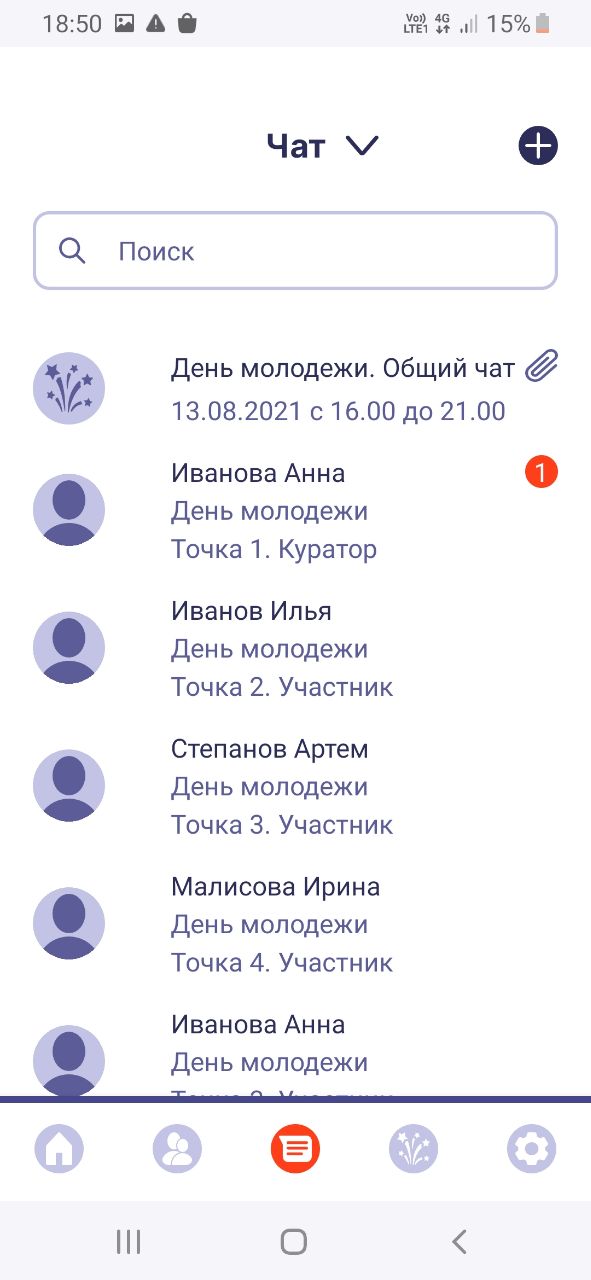 18:50
Vo)) 4G 15%
LTE1
Чат
Поиск
День молодежи. Общий чат
13.08.2021 с 16.00 до 21.00
Иванова Анна
1
День молодежи
Точка 1. Куратор
Иванов Илья
День молодежи
Точка 2. Участник
Степанов Артем
День молодежи
Точка 3. Участник
Малисова Ирина
День молодежи
Точка 4. Участник
Иванова Анна
День молодежи